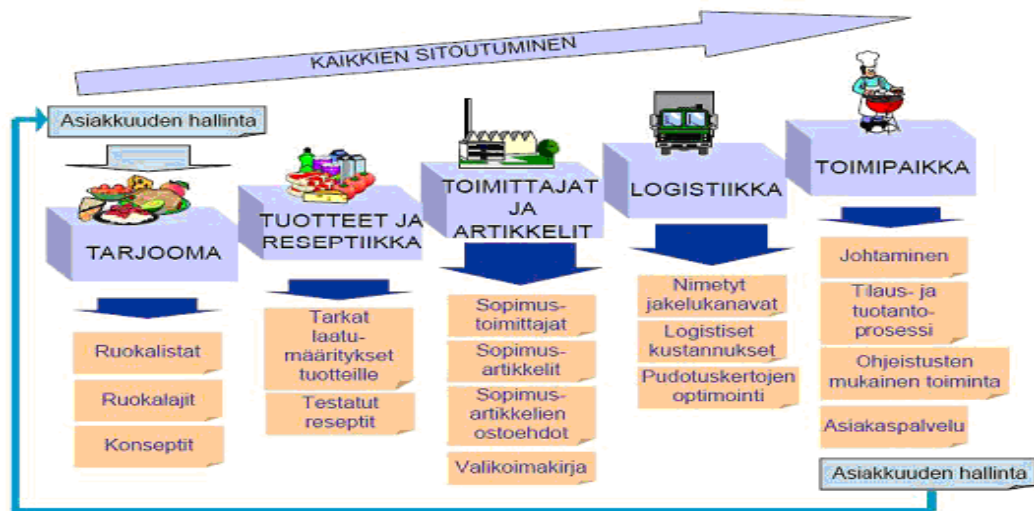 KAIKKIEN SITOUTUMINEN
Asiakkuuden hallinta
TARJOOMA
Ruokalistat
Ruokalajit
Konseptit
TUOTTEET JA
RESEPTIIKKA
Tarkat
laatu-
määritykset
tuotteille
Testatut
reseptit
TOIMITTAJAT
JA
ARTIKKELIT
Sopimus-
toimittajat
Sopimus-
artikkelit
Sopimus-
artikkelien
ostoehdot
Valikoimakirja
LOGISTIIKKA
Nimetyt
jakelukanavat
Logistiset
kustannukset
Pudotuskertojen
optimointi
TOIMIPAIKKA
Johtaminen
Tilaus- ja
tuotanto-
prosessi
Ohjeistusten
mukainen toiminta
Asiakaspalvelu
Asiakkuuden hallinta